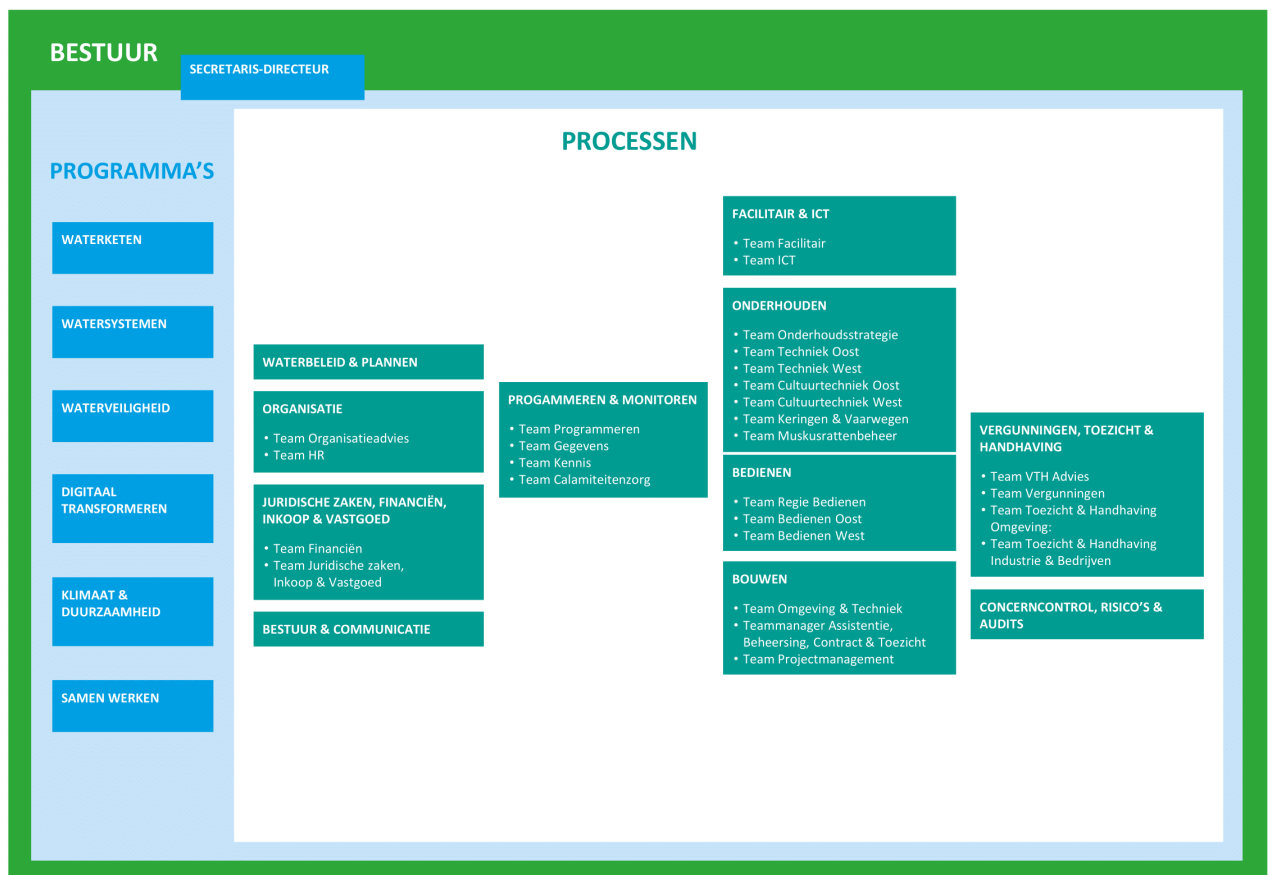 BESTUUR
SECRETARIS-DIRECTEUR
PROGRAMMA’S
WATERKETEN
WATERSYSTEMEN
WATERVEILIGHEID
DIGITAAL
TRANSFORMEREN
KLIMAAT &
DUURZAAMHEID
SAMEN WERKEN
PROCESSEN
WATERBELEID & PLANNEN
ORGANISATIE
• Team Organisatieadvies
• Team HR
JURIDISCHE ZAKEN, FINANCIËN,
INKOOP & VASTGOED
• Team Financiën
• Team Juridische zaken,
Inkoop & Vastgoed
BESTUUR & COMMUNICATIE
PROGAMMEREN & MONITOREN
• Team Programmeren
• Team Gegevens
• Team Kennis
• Team Calamiteitenzorg
FACILITAIR & ICT
• Team Facilitair
• Team ICT
ONDERHOUDEN
• Team Onderhoudsstrategie
• Team Techniek Oost
• Team Techniek West
• Team Cultuurtechniek Oost
• Team Cultuurtechniek West
• Team Keringen & Vaarwegen
• Team Muskusrattenbeheer
BEDIENEN
• Team Regie Bedienen
• Team Bedienen Oost
• Team Bedienen West
BOUWEN
• Team Omgeving & Techniek
• Teammanager Assistentie,
Beheersing, Contract & Toezicht
• Team Projectmanagement
VERGUNNINGEN, TOEZICHT &
HANDHAVING
• Team VTH Advies
• Team Vergunningen
• Team Toezicht & Handhaving
Omgeving:
• Team Toezicht & Handhaving
Industrie & Bedrijven
CONCERNCONTROL, RISICO’S &
AUDITS